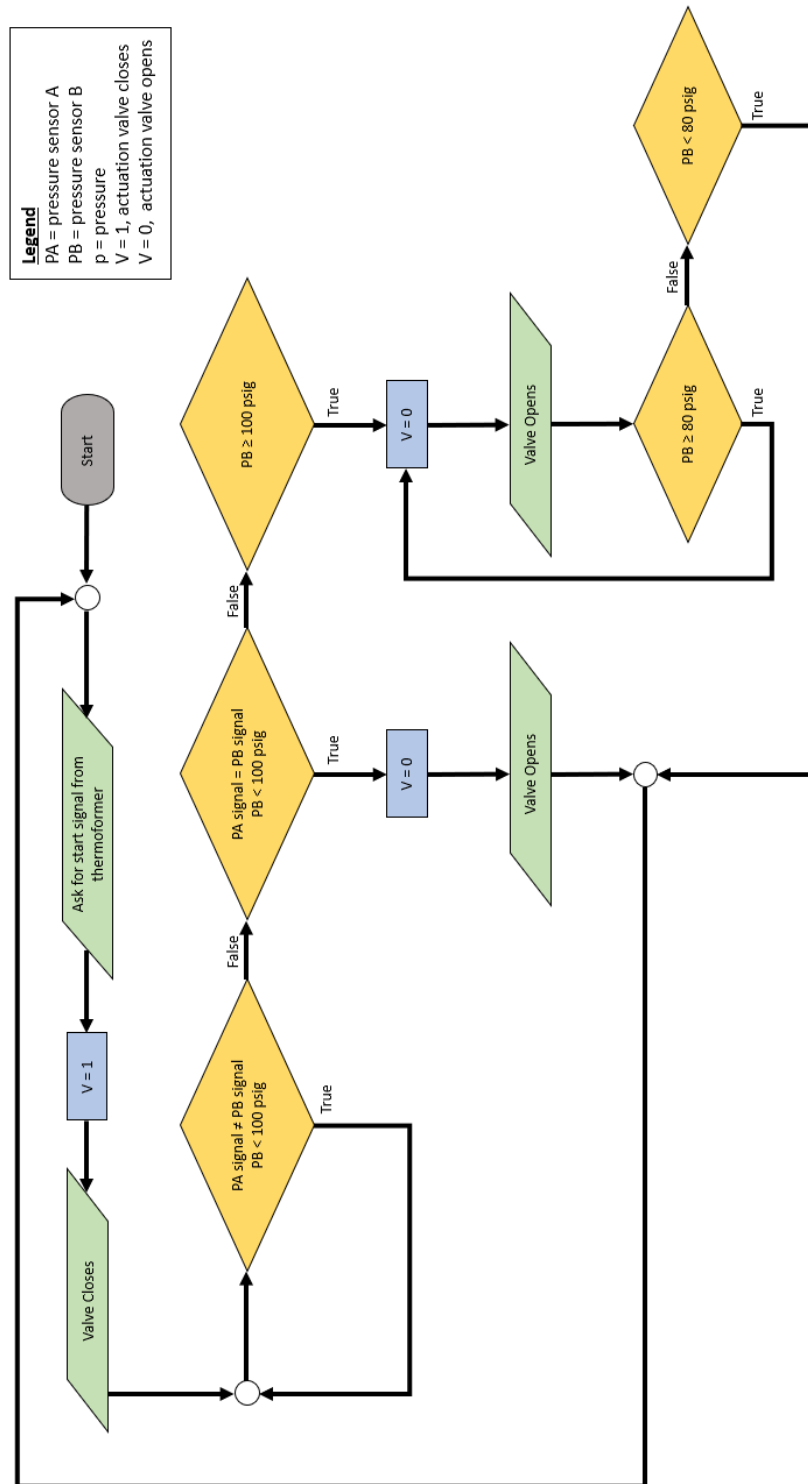 Legend
PA = pressure sensor A
PB = pressure sensor B
p = pressure
V = 1, actuation valve closes
V = 0,  actuation valve opens
Start
Ask for start signal from
thermoformer
V = 1
Valve Closes
PA signal ≠ PB signal
PB < 100 psig
True
False
PA signal = PB signal
PB < 100 psig
True
False
PB ≥ 100 psig
True
V = 0
Valve Opens
V = 0
Valve Opens
PB ≥ 80 psig
True
False
PB < 80 psig
True